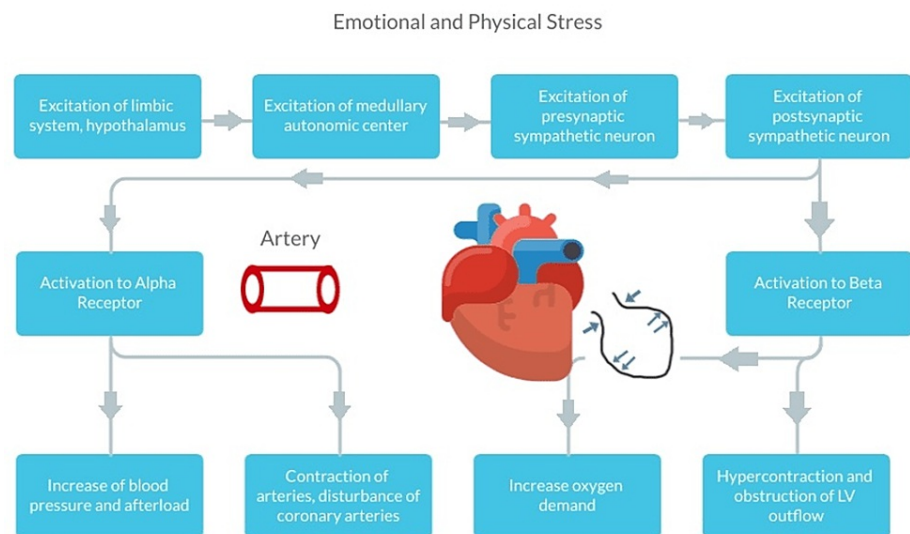 Emotional and Physical Stress
Excitation of limbic
system, hypothalamus
Excitation of medullary
autonomic center
Excitation of
presynaptic
sympathetic neuron
Excitation of
postsynaptic
sympathetic neuron
Artery
Activation to Alpha
Receptor
Activation to Beta
Receptor
Increase of blood
pressure and afterload
Contraction of
arteries, disturbance of
coronary arteries
Increase oxygen
demand
Hypercontraction and
obstruction of LV
outflow